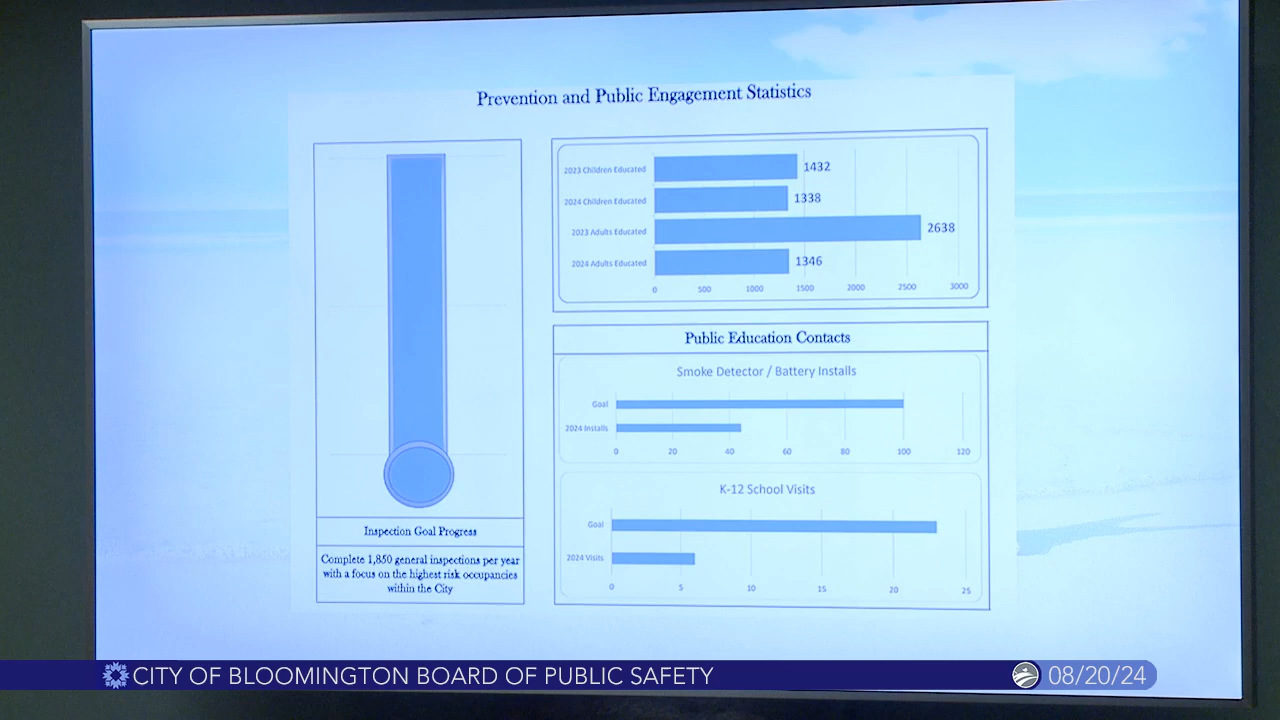 Prevention and Public Engagement Statistics
Inspection Goal Progress
Complete 1,850 general inspections per year
with a focus on the highest risk occupancies
within the City
2023 Children Educated 1432
2024 Children Educated 1338
2023 Adults Educated 2638
2024 Adults Educated 1346
0 500 1000 1500 2000 2500 3000
Public Education Contacts
Smoke Detector / Battery Installs
Goal
2024 Installs
0 20 40 60 80 100 120
K-12 School Visits
Goal
2024 Visits
0 5 10 15 20 25
CITY OF BLOOMINGTON BOARD OF PUBLIC SAFETY 08/20/24